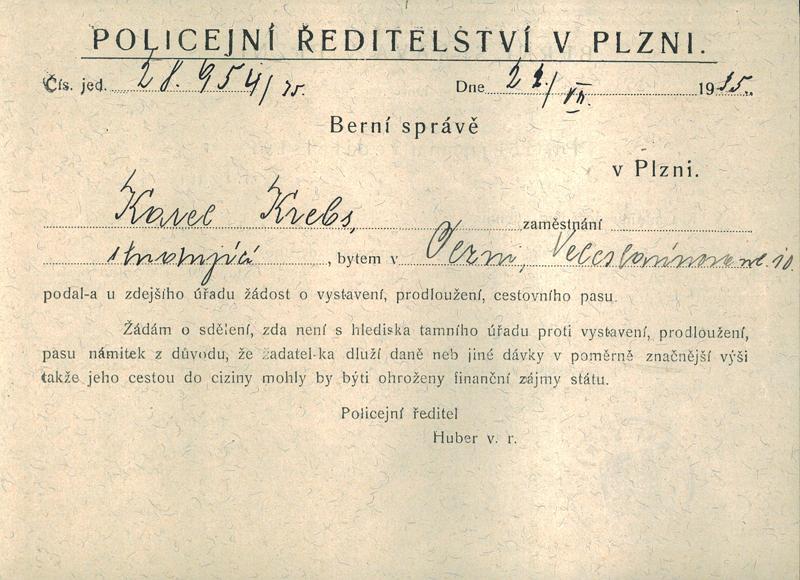 POLICEJNÍ ŘEDITELSTVÍ V PLZNI.
Čís. jed. 28.954/35. Dne 22./VII. 1935.
Berní správě
v Plzni.
Karel Krebs, zaměstnání
, bytem v Plzni, Veleslavínova ul. 10.
podal-a u zdejšího úřadu žádost o vystavení, prodloužení, cestovního pasu.
Žádám o sdělení, zda není s hlediska tamního úřadu proti vystavení, prodloužení,
pasu námitek z důvodu, že žadatel-ka dluží daně neb jiné dávky v poměrně značnější výši
takže jeho cestou do ciziny mohly by býti ohroženy finanční zájmy státu.
Policejní ředitel
Huber v. r.